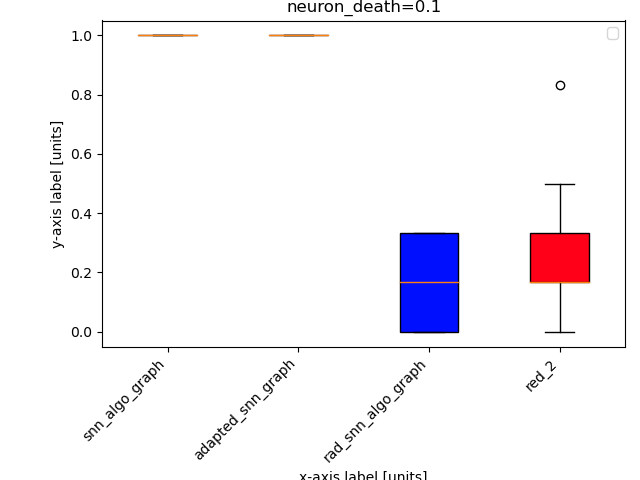 neuron_death=0.1
y-axis label [units]
1.0
0.8
0.6
0.4
0.2
0.0
snn_algo_graph
adapted_snn_graph
rad_snn_algo_graph
red_2
x-axis label [units]